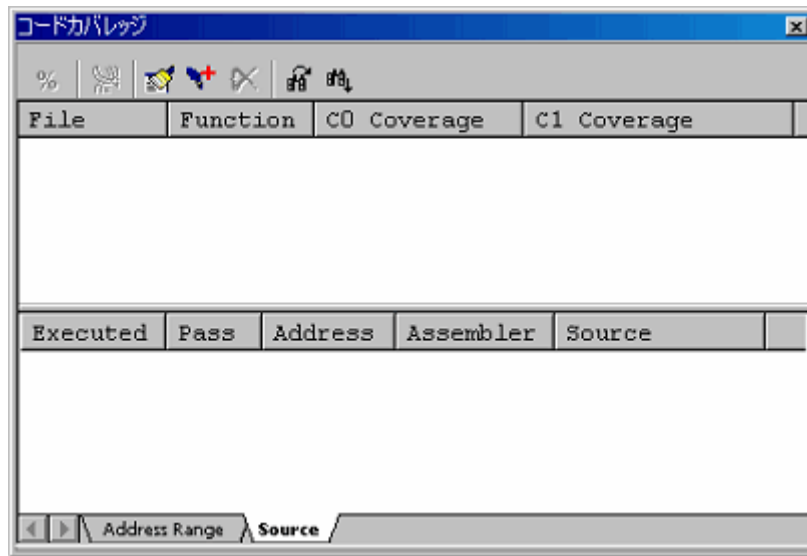 コードカバレッジ
%
File Function C0 Coverage C1 Coverage
Executed Pass Address Assembler Source
Address Range Source